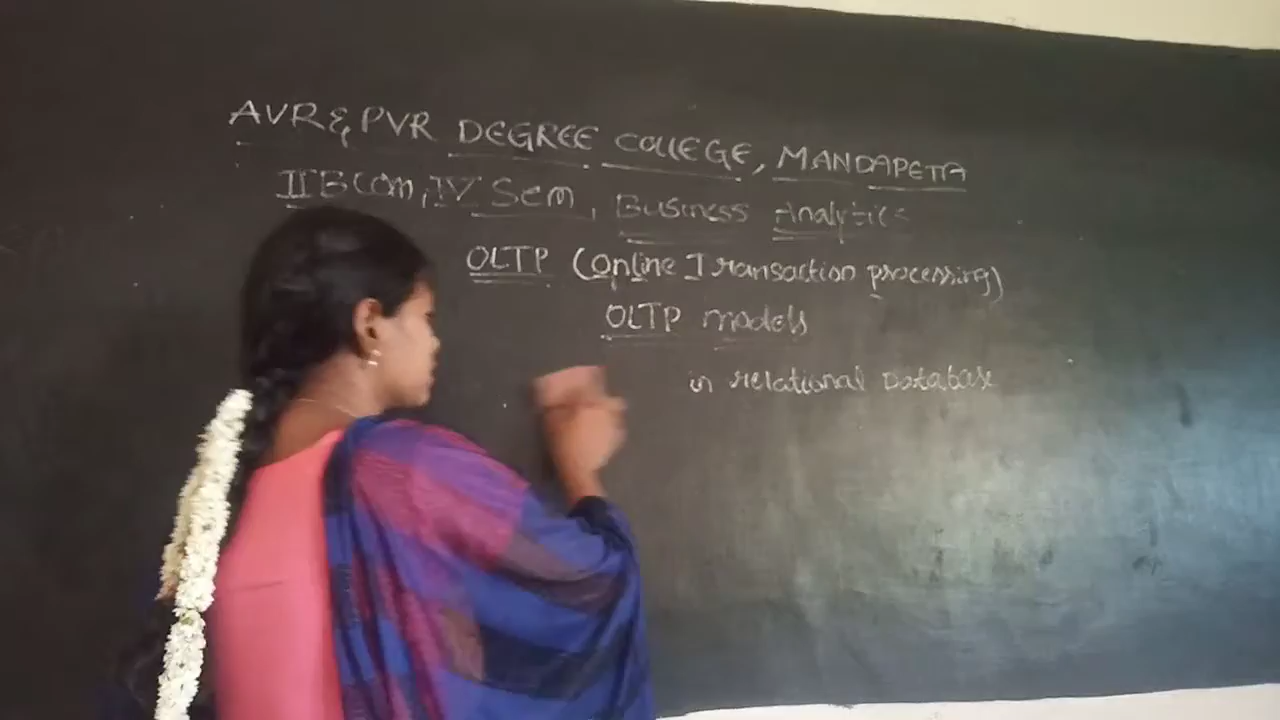 AVR & PVR DEGREE COLLEGE, MANDAPETA
II BCom, IV Sem, Business Analytics
OLTP (Online Transaction processing)
OLTP models
in relational Database